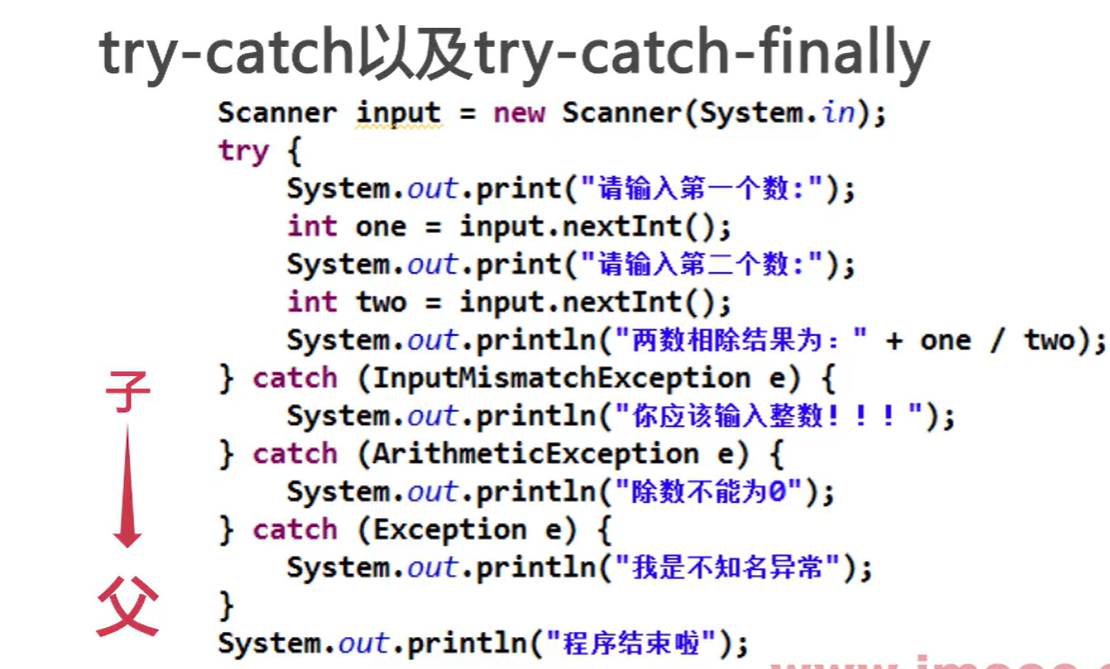 try-catch以及try-catch-finally
Scanner input = new Scanner(System.in);
try {
System.out.print("请输入第一个数:");
int one = input.nextInt();
System.out.print("请输入第二个数:");
int two = input.nextInt();
System.out.println("两数相除结果为：" + one / two);
子
} catch (InputMismatchException e) {
System.out.println("你应该输入整数！！！");
} catch (ArithmeticException e) {
System.out.println("除数不能为0");
} catch (Exception e) {
System.out.println("我是不知名异常");
父
}
System.out.println("程序结束啦");